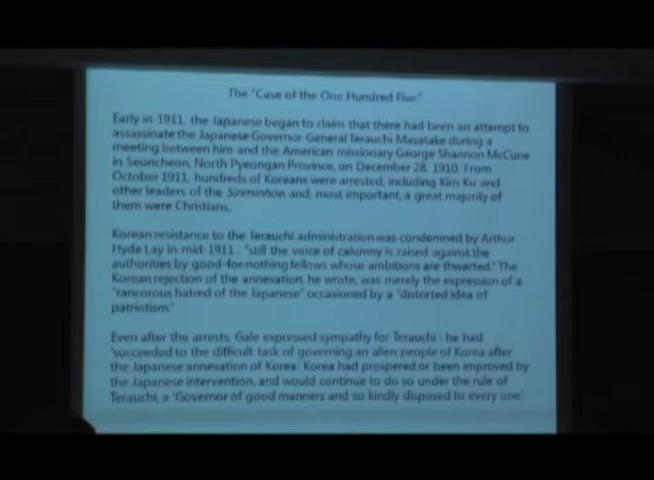 The "Case of the One Hundred Five"
Early in 1911, the Japanese began to claim that there had been an attempt to
assassinate the Japanese Governor-General Terauchi Masatake during a
meeting between him and the American missionary George Shannon McCune
in Seoncheon, North Pyeongan Province, on December 28, 1910. From
October 1911, hundreds of Koreans were arrested, including Kim Ku and
other leaders of the Sinminhoe, and, most important, a great majority of
them were Christians.
Korean resistance to the Terauchi administration was condemned by Arthur
Hyde Lay in mid-1911 : "still the voice of calumny is raised against the
authorities by good-for-nothing fellows whose ambitions are thwarted." The
Korean rejection of the annexation, he wrote, was merely the expression of a
"rancorous hatred of the Japanese" occasioned by a "distorted idea of
patriotism."
Even after the arrests, Gale expressed sympathy for Terauchi : he had
'succeeded to the difficult task of governing an alien people of Korea after
the Japanese annexation of Korea.' Korea had prospered or been improved by
the Japanese intervention, and would continue to do so under the rule of
Terauchi, a 'Governor of good manners and so kindly disposed to every one.'